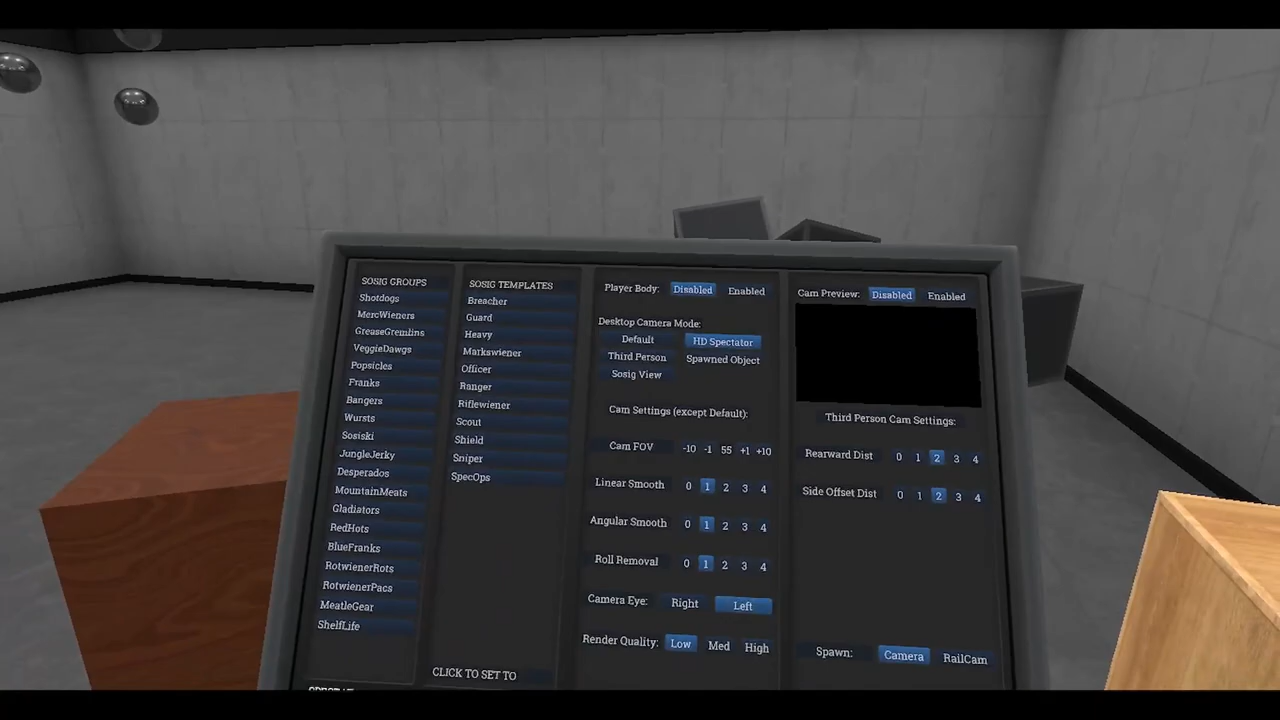 SOSIG GROUPS
Shotdogs
MercWieners
GreaseGremlins
VeggieDawgs
Popsicles
Franks
Bangers
Wursts
Sosiski
JungleJerky
Desperados
MountainMeats
Gladiators
RedHots
BlueFranks
RotwienerRots
RotwienerPacs
MeatleGear
ShelfLife
SOSIG TEMPLATES
Breacher
Guard
Heavy
Markswiener
Officer
Ranger
Riflewiener
Scout
Shield
Sniper
SpecOps
CLICK TO SET TO
Player Body: Disabled Enabled
Desktop Camera Mode:
Default HD Spectator
Third Person Spawned Object
Sosig View
Cam Settings (except Default):
Cam FOV -10 -1 55 +1 +10
Linear Smooth 0 1 2 3 4
Angular Smooth 0 1 2 3 4
Roll Removal 0 1 2 3 4
Camera Eye: Right Left
Render Quality: Low Med High
Cam Preview: Disabled Enabled
Third Person Cam Settings:
Rearward Dist 0 1 2 3 4
Side Offset Dist 0 1 2 3 4
Spawn: Camera RailCam